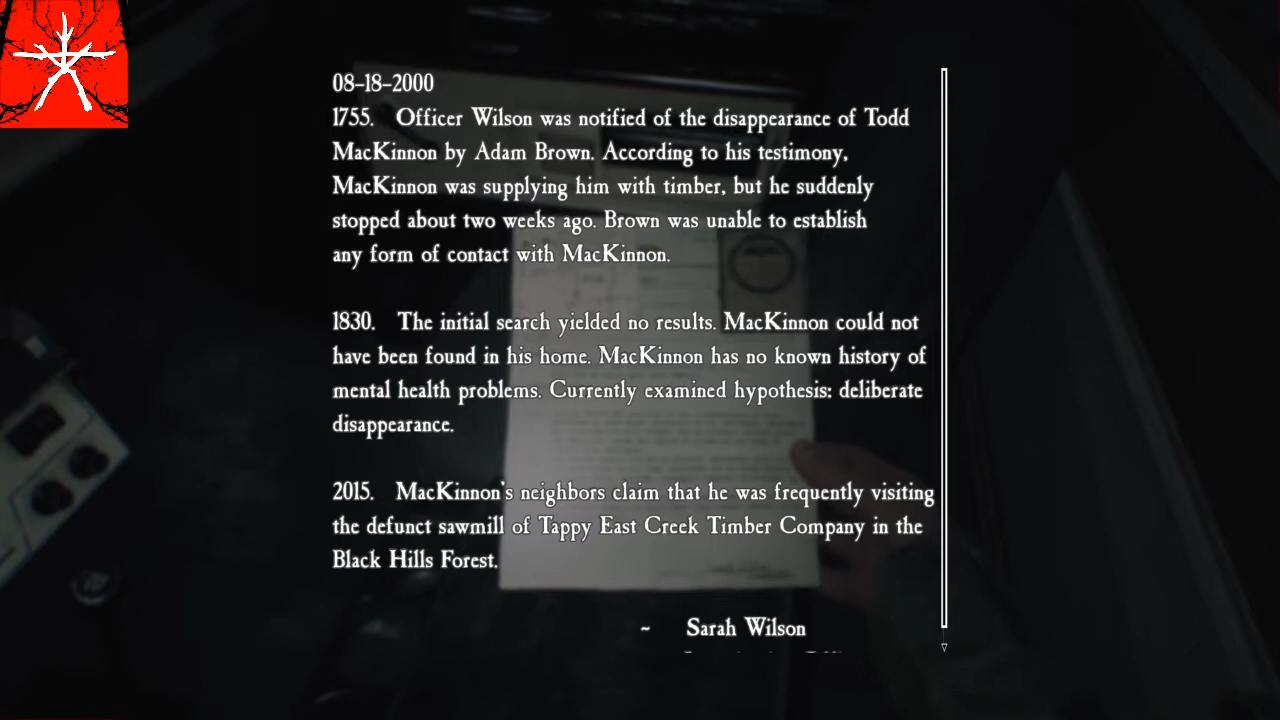 08-18-2000
1755. Officer Wilson was notified of the disappearance of Todd
MacKinnon by Adam Brown. According to his testimony,
MacKinnon was supplying him with timber, but he suddenly
stopped about two weeks ago. Brown was unable to establish
any form of contact with MacKinnon.
1830. The initial search yielded no results. MacKinnon could not
have been found in his home. MacKinnon has no known history of
mental health problems. Currently examined hypothesis: deliberate
disappearance.
2015. MacKinnon's neighbors claim that he was frequently visiting
the defunct sawmill of Tappy East Creek Timber Company in the
Black Hills Forest.
~ Sarah Wilson